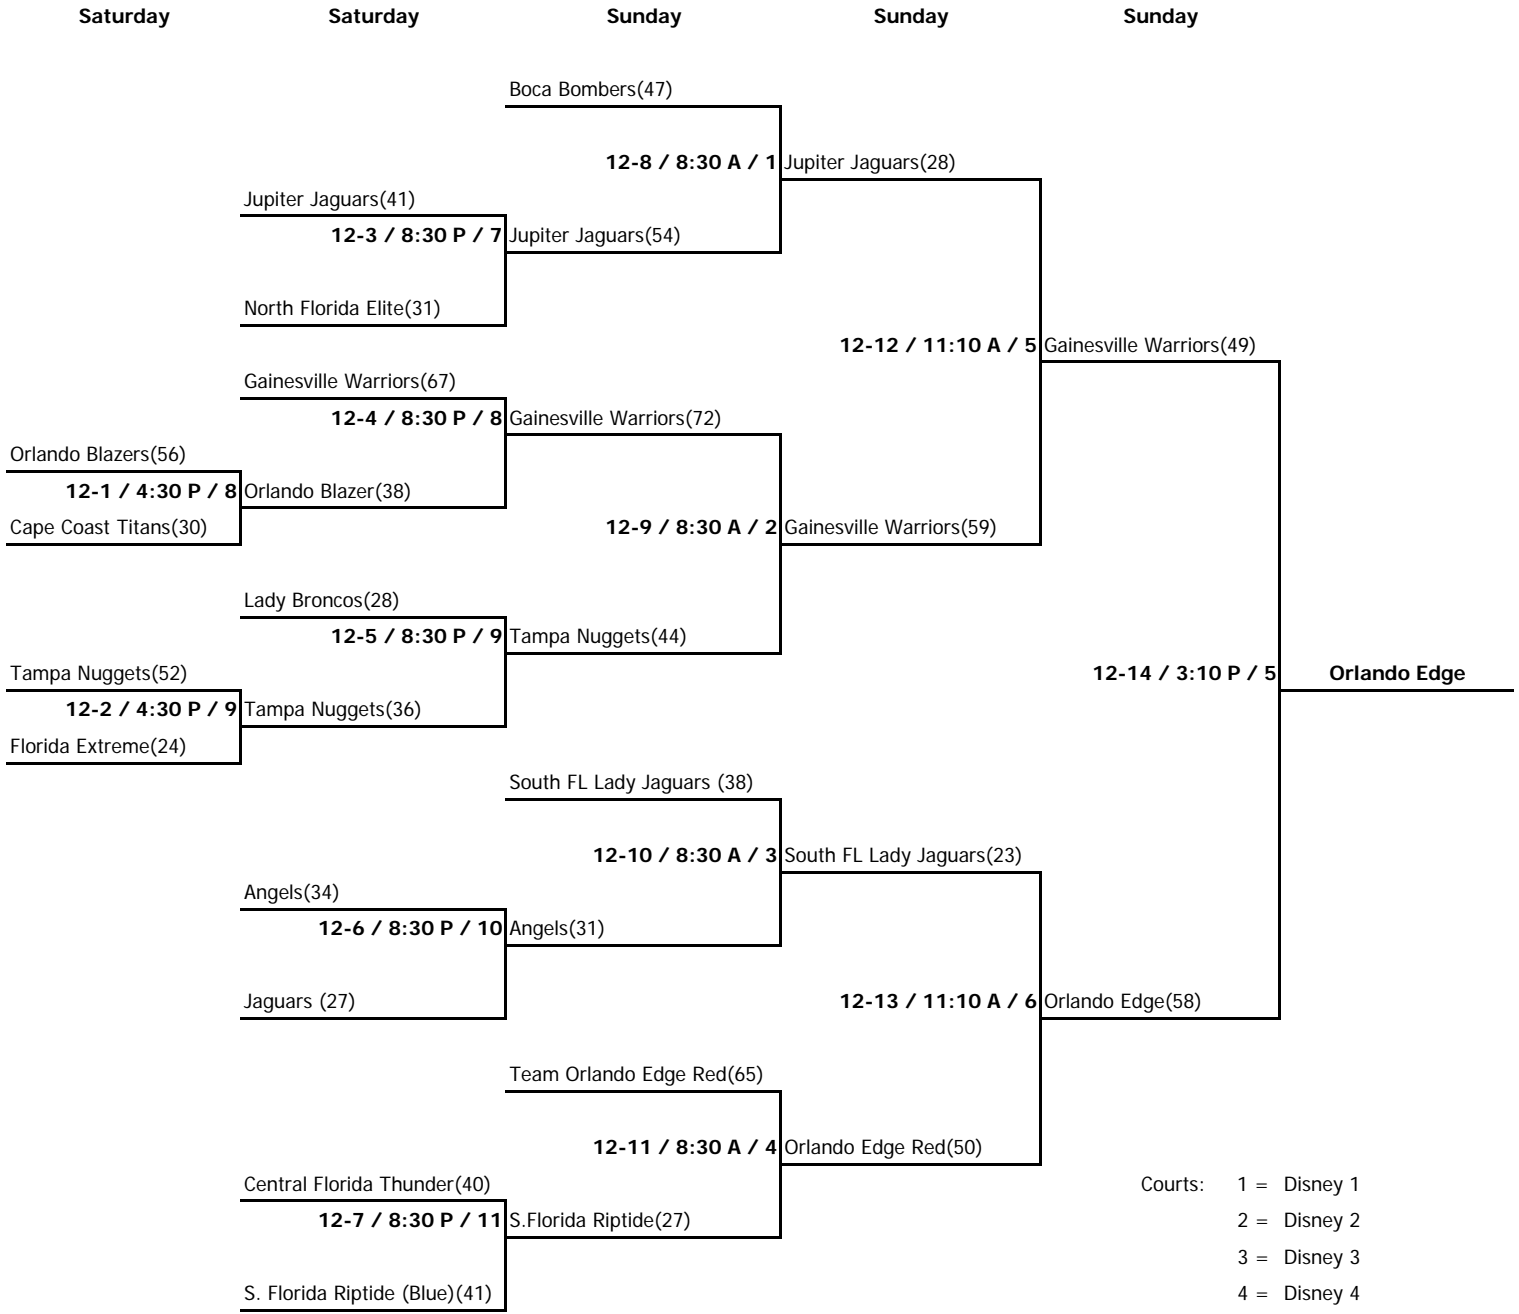 Saturday Saturday Sunday Sunday Sunday
Boca Bombers(47)
12-8 / 8:30 A / 1 Jupiter Jaguars(28)
Jupiter Jaguars(41)
12-3 / 8:30 P / 7 Jupiter Jaguars(54)
North Florida Elite(31)
12-12 / 11:10 A / 5 Gainesville Warriors(49)
Gainesville Warriors(67)
12-4 / 8:30 P / 8 Gainesville Warriors(72)
Orlando Blazers(56)
12-1 / 4:30 P / 8 Orlando Blazer(38)
Cape Coast Titans(30) 12-9 / 8:30 A / 2 Gainesville Warriors(59)
Lady Broncos(28)
12-5 / 8:30 P / 9 Tampa Nuggets(44)
Tampa Nuggets(52) 12-14 / 3:10 P / 5 Orlando Edge
12-2 / 4:30 P / 9 Tampa Nuggets(36)
Florida Extreme(24)
South FL Lady Jaguars (38)
12-10 / 8:30 A / 3 South FL Lady Jaguars(23)
Angels(34)
12-6 / 8:30 P / 10 Angels(31)
Jaguars (27) 12-13 / 11:10 A / 6 Orlando Edge(58)
Team Orlando Edge Red(65)
12-11 / 8:30 A / 4 Orlando Edge Red(50)
Central Florida Thunder(40) Courts: 1 = Disney 1
12-7 / 8:30 P / 11 S.Florida Riptide(27) 2 = Disney 2
3 = Disney 3
S. Florida Riptide (Blue)(41) 4 = Disney 4